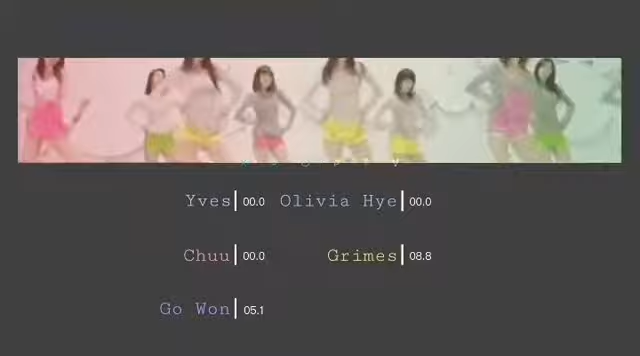 Yves 00.0 Olivia Hye 00.0
Chuu 00.0 Grimes 08.8
Go Won 05.1